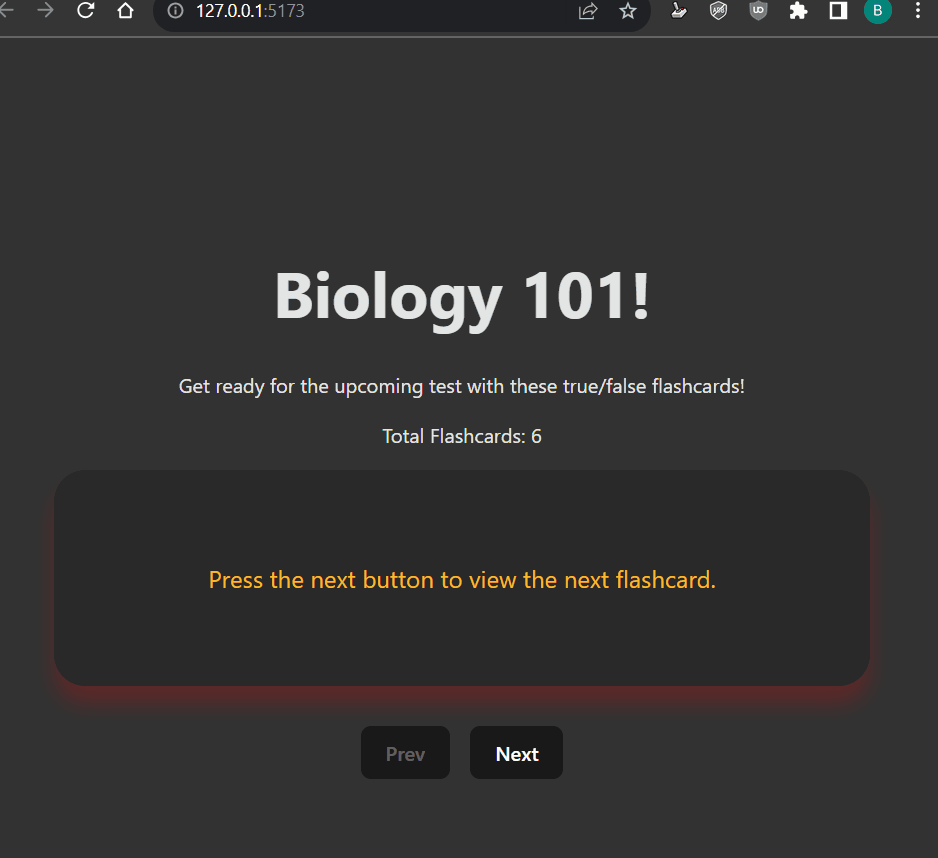 127.0.0.1:5173
B
Biology 101!
Get ready for the upcoming test with these true/false flashcards!
Total Flashcards: 6
Press the next button to view the next flashcard.
Prev
Next